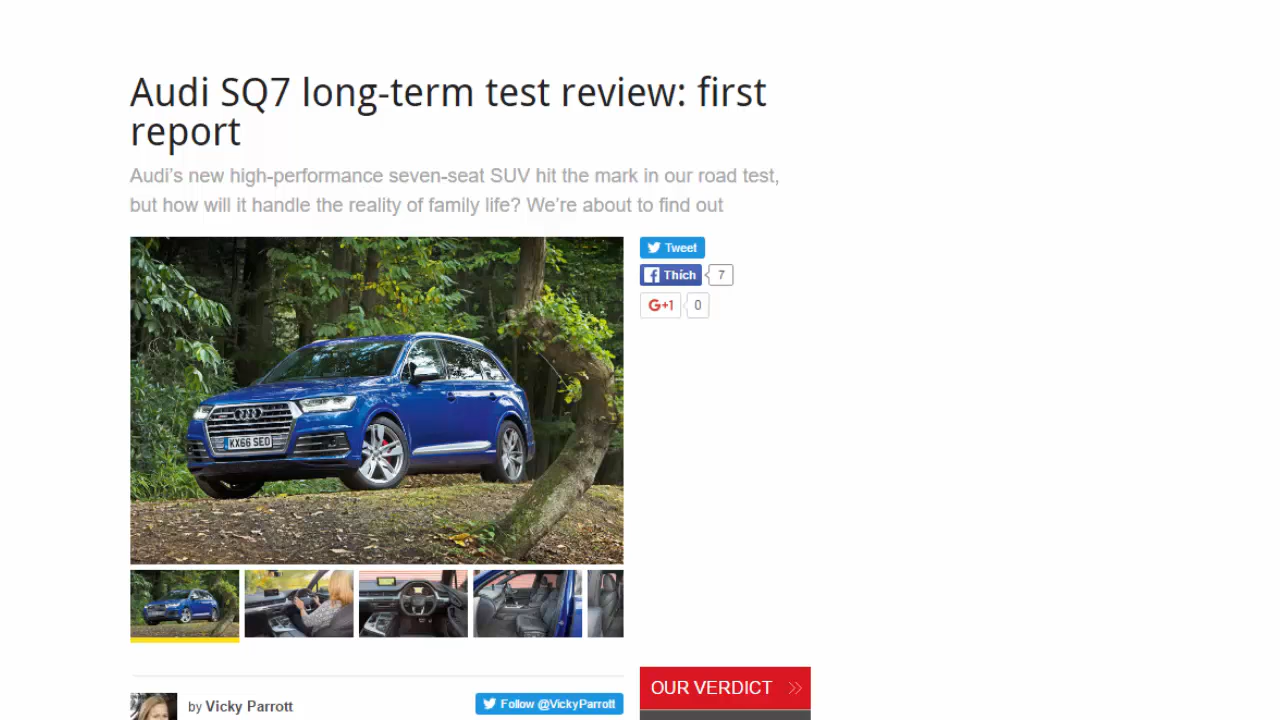 Audi SQ7 long-term test review: first
report
Audi’s new high-performance seven-seat SUV hit the mark in our road test,
but how will it handle the reality of family life? We’re about to find out
Tweet
Thích 7
G+1 0
KX66 SEO
OUR VERDICT
by Vicky Parrott
Follow @VickyParrott